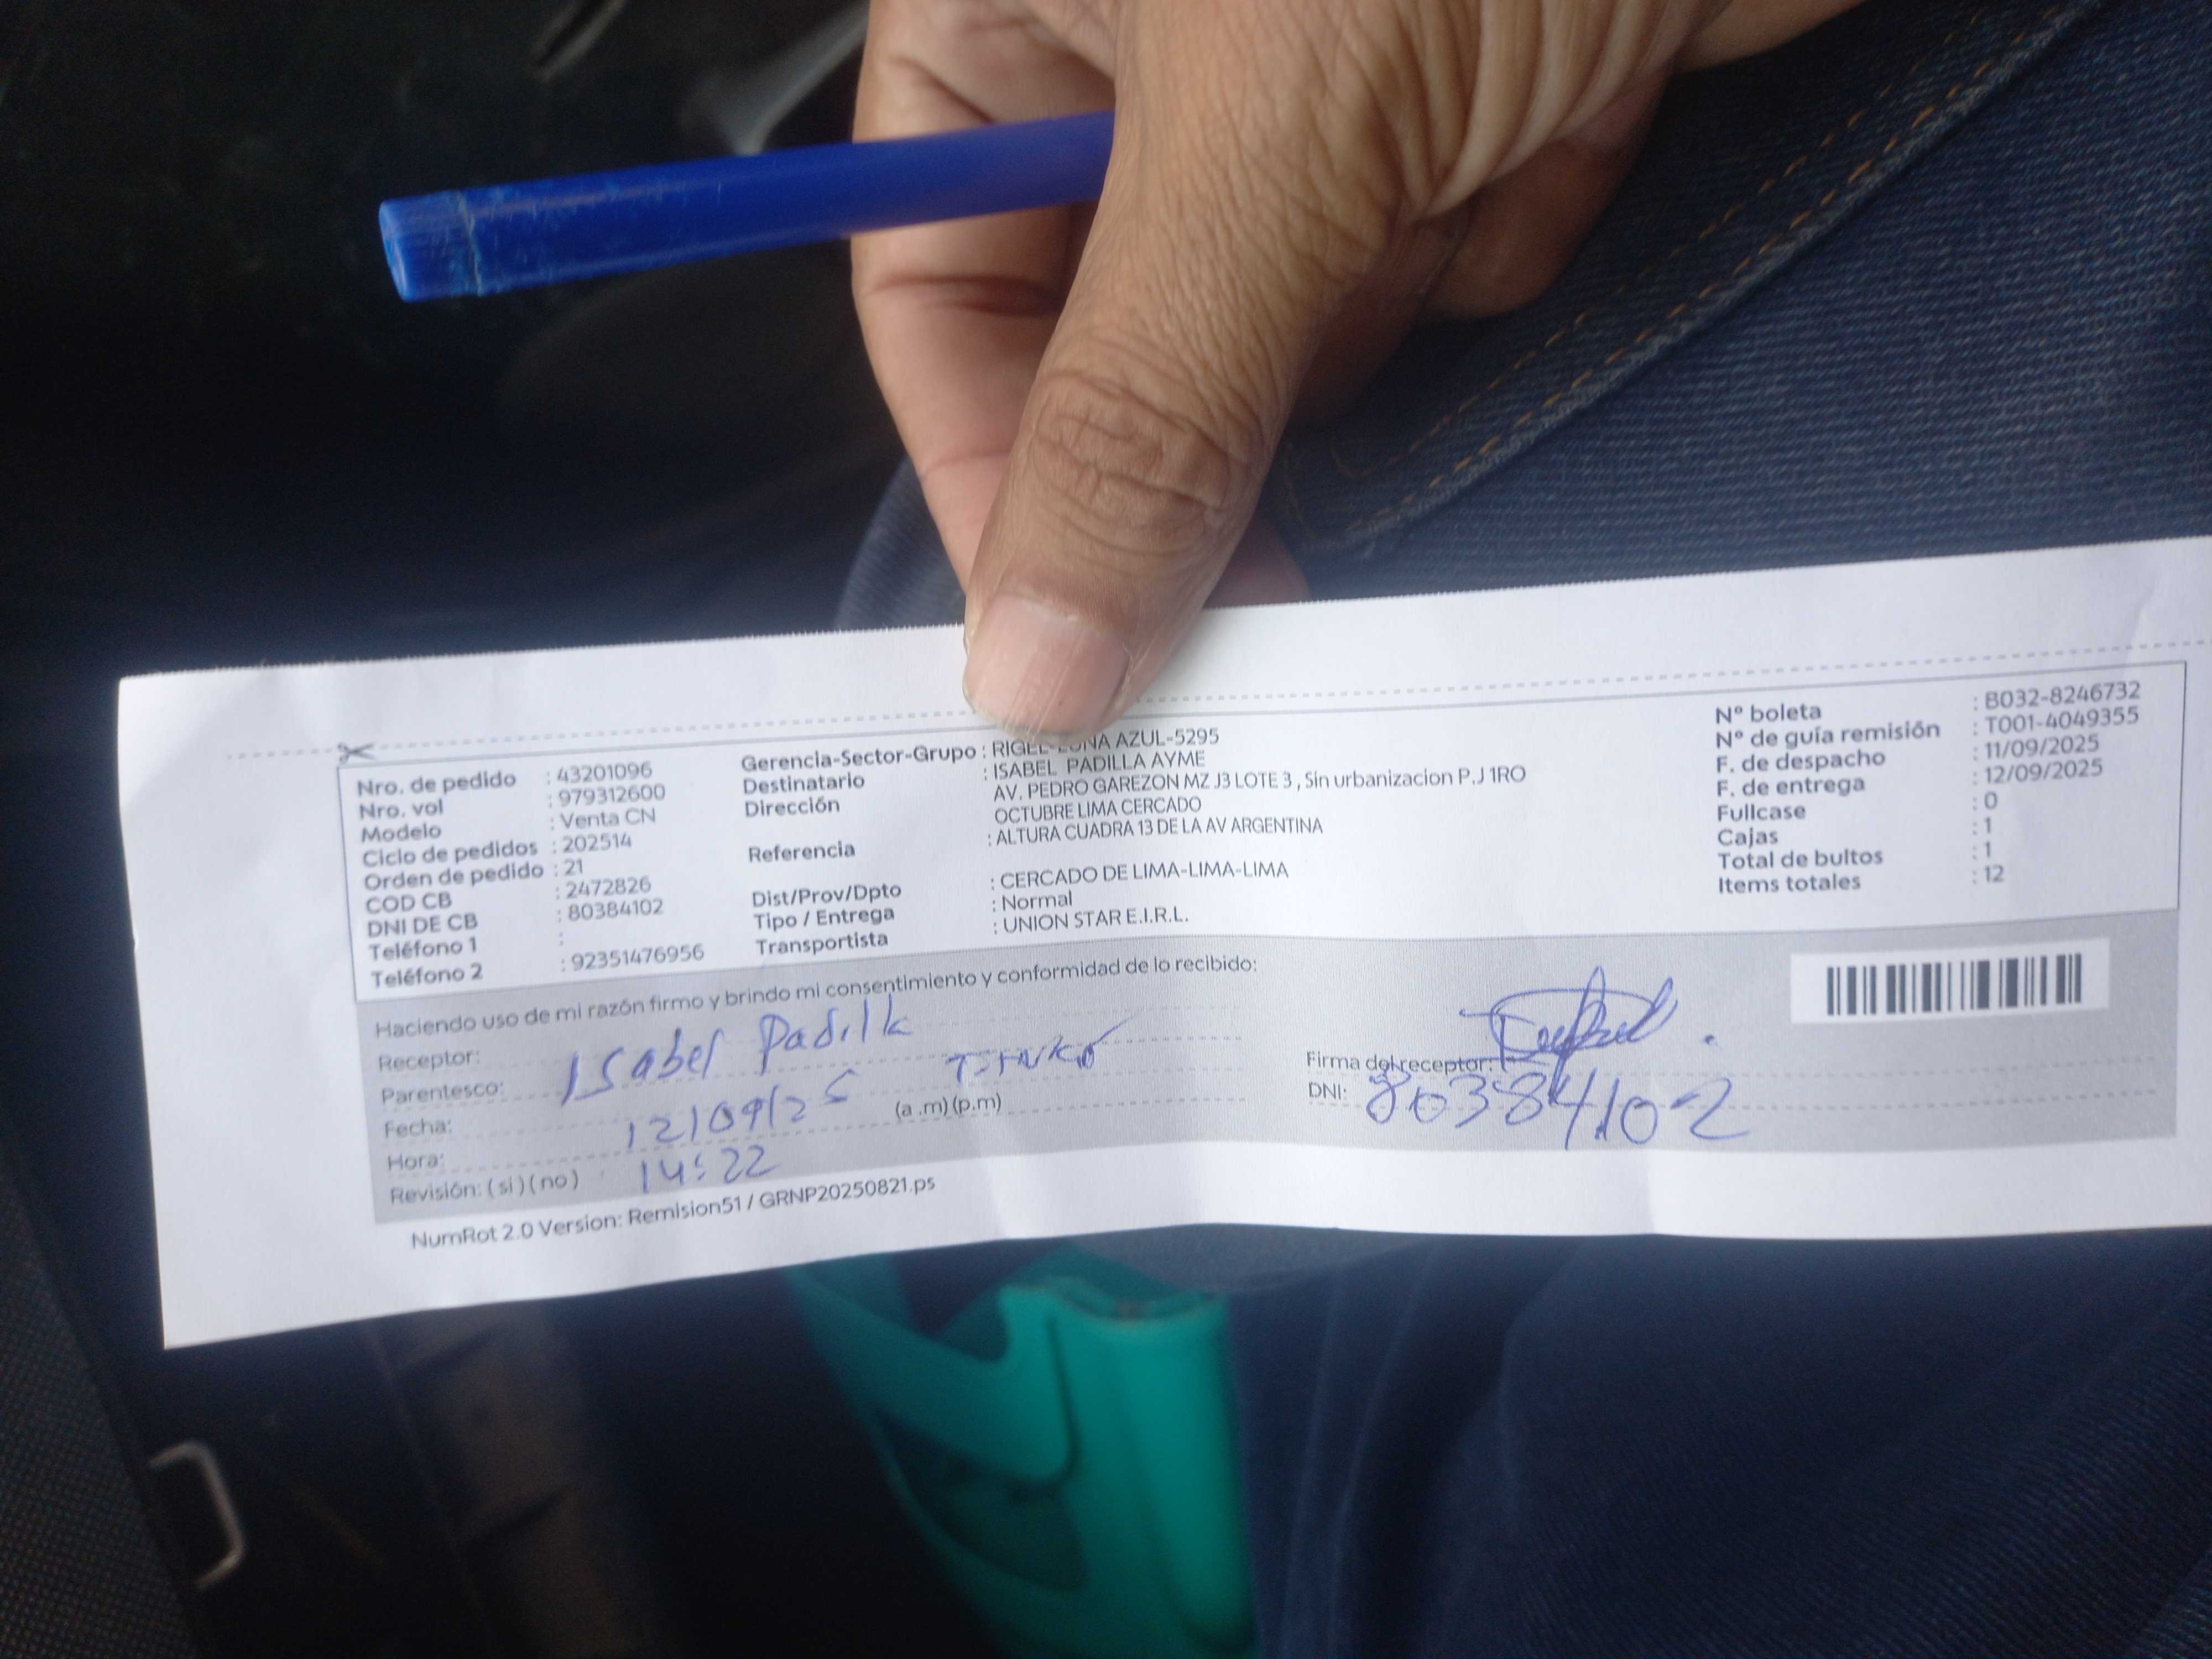 Nro. de pedido : 43201096
Nro. vol : 979312600
Modelo : Venta CN
Ciclo de pedidos : 202514
Orden de pedido : 21
COD CB : 2472826
DNI DE CB : 80384102
Teléfono 1 :
Teléfono 2 : 92351476956
Gerencia-Sector-Grupo : RIGEL-LUNA AZUL-5295
Destinatario : ISABEL PADILLA AYME
Dirección AV. PEDRO GAREZON MZ J3 LOTE 3 , Sin urbanizacion P.J 1RO
OCTUBRE LIMA CERCADO
Referencia : ALTURA CUADRA 13 DE LA AV ARGENTINA
Dist/Prov/Dpto : CERCADO DE LIMA-LIMA-LIMA
Tipo / Entrega : Normal
Transportista : UNION STAR E.I.R.L.
N° boleta : B032-8246732
N° de guía remisión : T001-4049355
F. de despacho : 11/09/2025
F. de entrega : 12/09/2025
Fullcase : 0
Cajas : 1
Total de bultos : 1
Items totales : 12
Haciendo uso de mi razón firmo y brindo mi consentimiento y conformidad de lo recibido:
Receptor: Isabel Padilla
Parentesco:
Fecha: 12/09/25 (a .m) (p.m)
Hora: 14:22
Revisión: ( si ) ( no )
Firma del receptor:
DNI: 80384102
NumRot 2.0 Version: Remision51 / GRNP20250821.ps